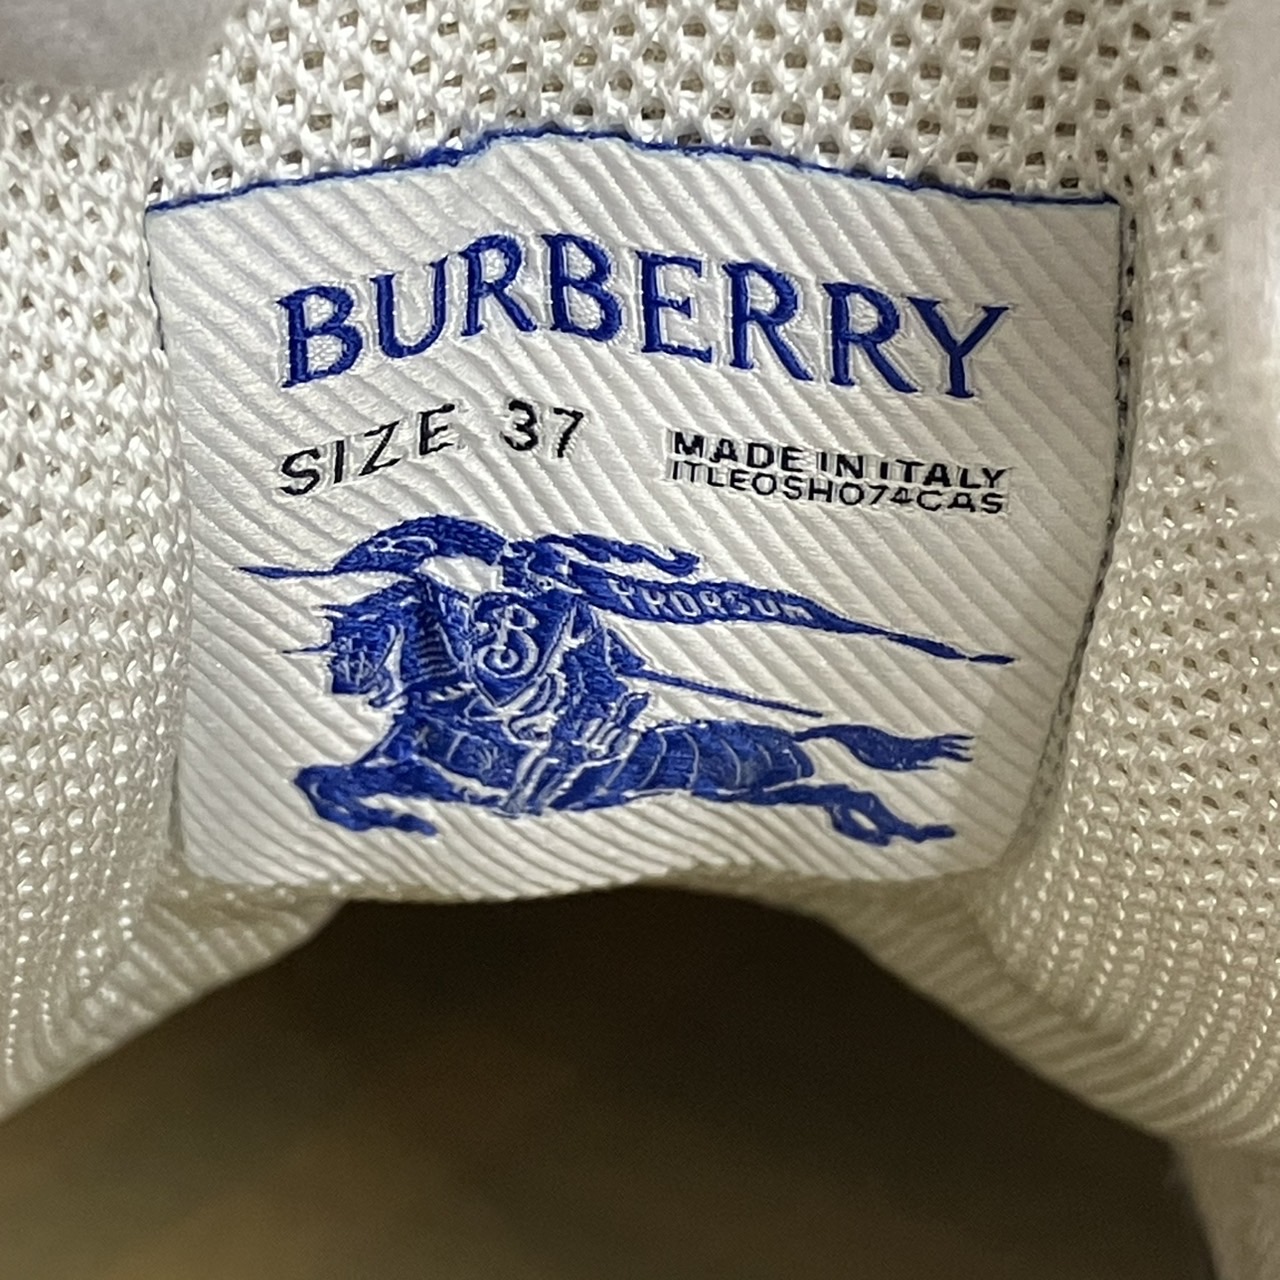 BURBERRY
SIZE 37
MADE IN ITALY
ITLEOSHO74CAS
PRORSUM
B